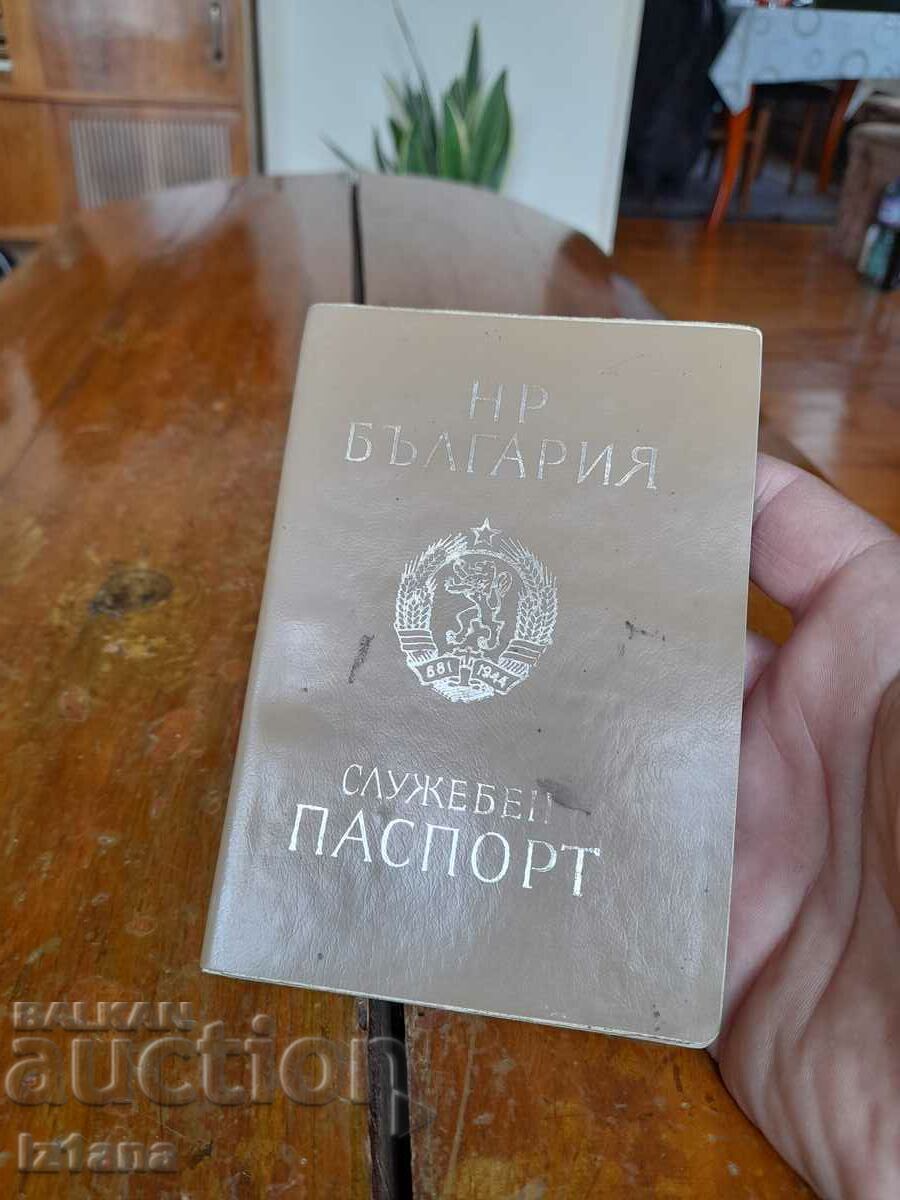 НР
БЪЛГАРИЯ
681 1944
СЛУЖЕБЕН
ПАСПОРТ
BALKAN
auction
iz1ana